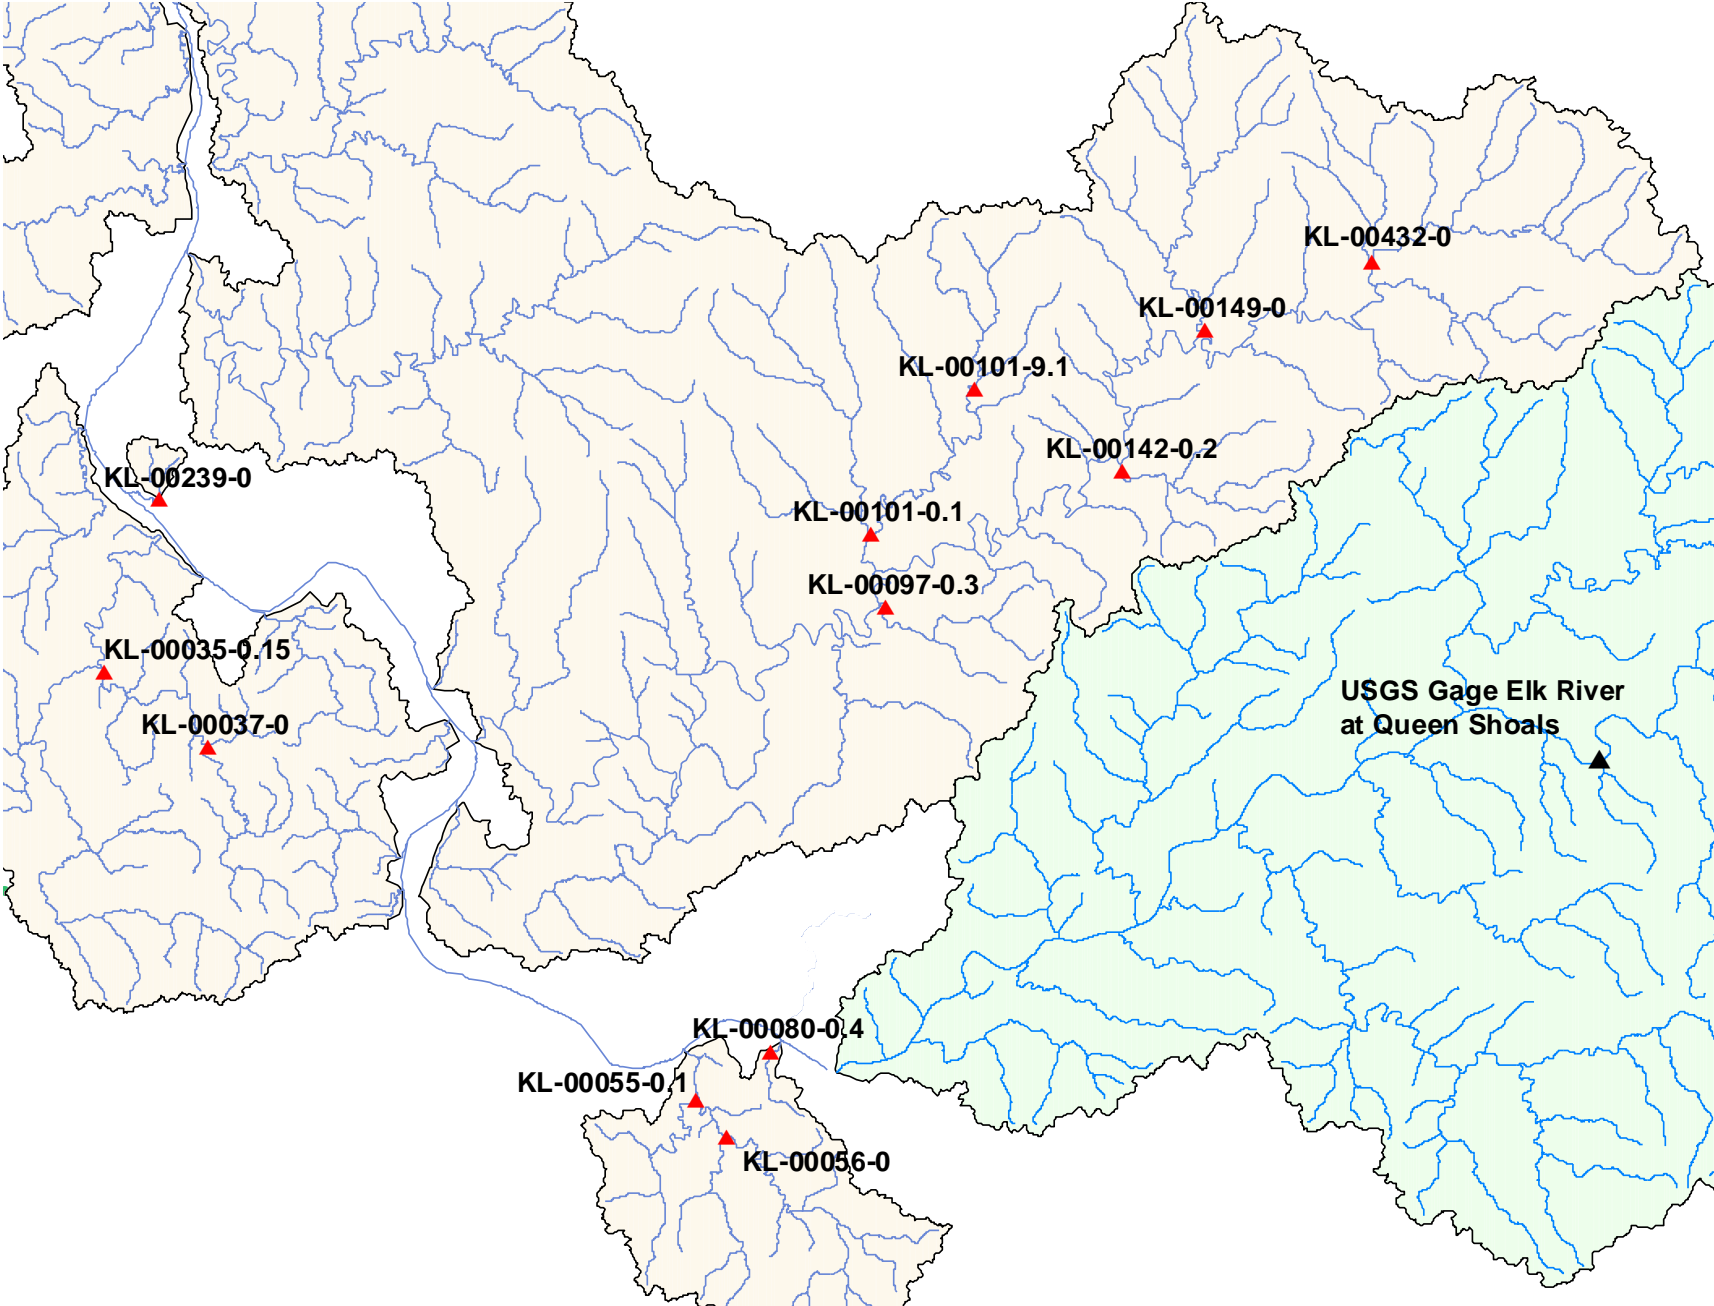 KL-00432-0
KL-00149-0
KL-00101-9.1
KL-00142-0.2
KL-00239-0
KL-00101-0.1
KL-00097-0.3
KL-00035-0.15
USGS Gage Elk River
at Queen Shoals
KL-00037-0
KL-00080-0.4
KL-00055-0.1
KL-00056-0